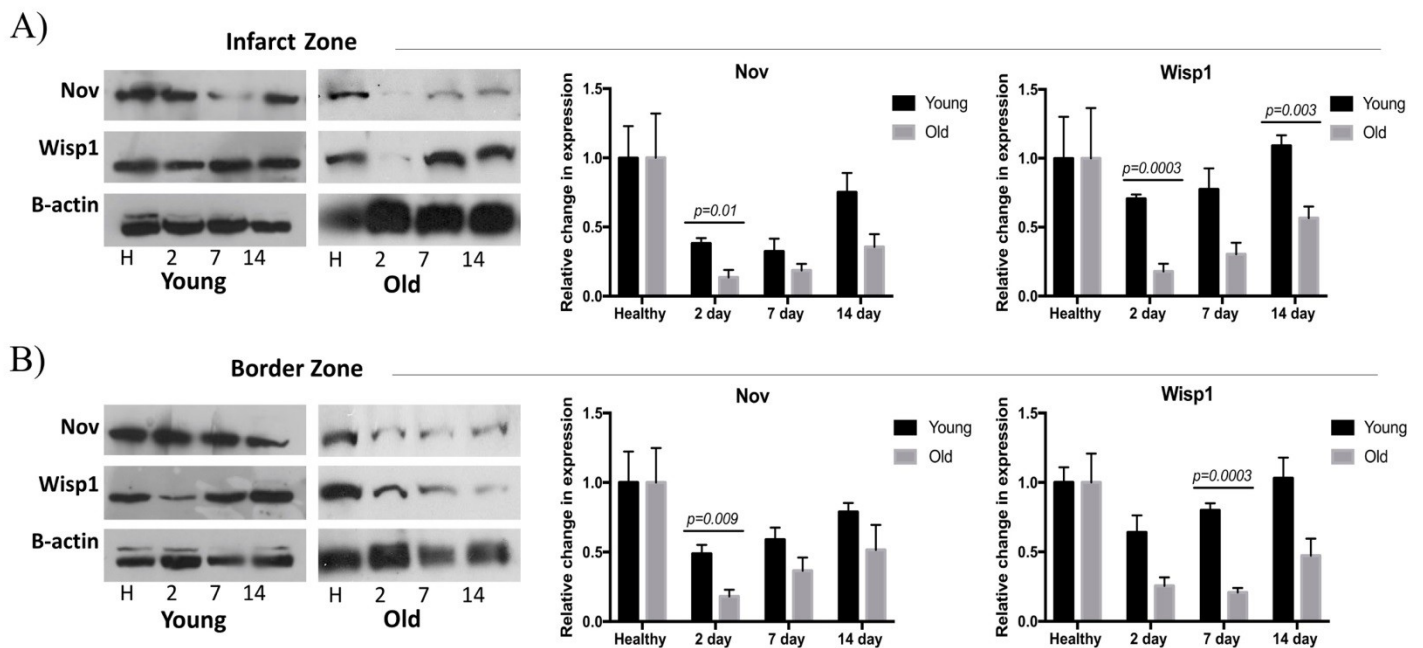 A)
Infarct Zone
Nov
Wisp1
B-actin
H 2 7 14
Young
H 2 7 14
Old
Nov
Relative change in expression
1.5
1.0
0.5
0.0
p=0.01
Young
Old
Healthy 2 day 7 day 14 day
Wisp1
Relative change in expression
1.5
1.0
0.5
0.0
p=0.0003
p=0.003
Young
Old
Healthy 2 day 7 day 14 day
B)
Border Zone
Nov
Wisp1
B-actin
H 2 7 14
Young
H 2 7 14
Old
Nov
Relative change in expression
1.5
1.0
0.5
0.0
p=0.009
Young
Old
Healthy 2 day 7 day 14 day
Wisp1
Relative change in expression
1.5
1.0
0.5
0.0
p=0.0003
Young
Old
Healthy 2 day 7 day 14 day